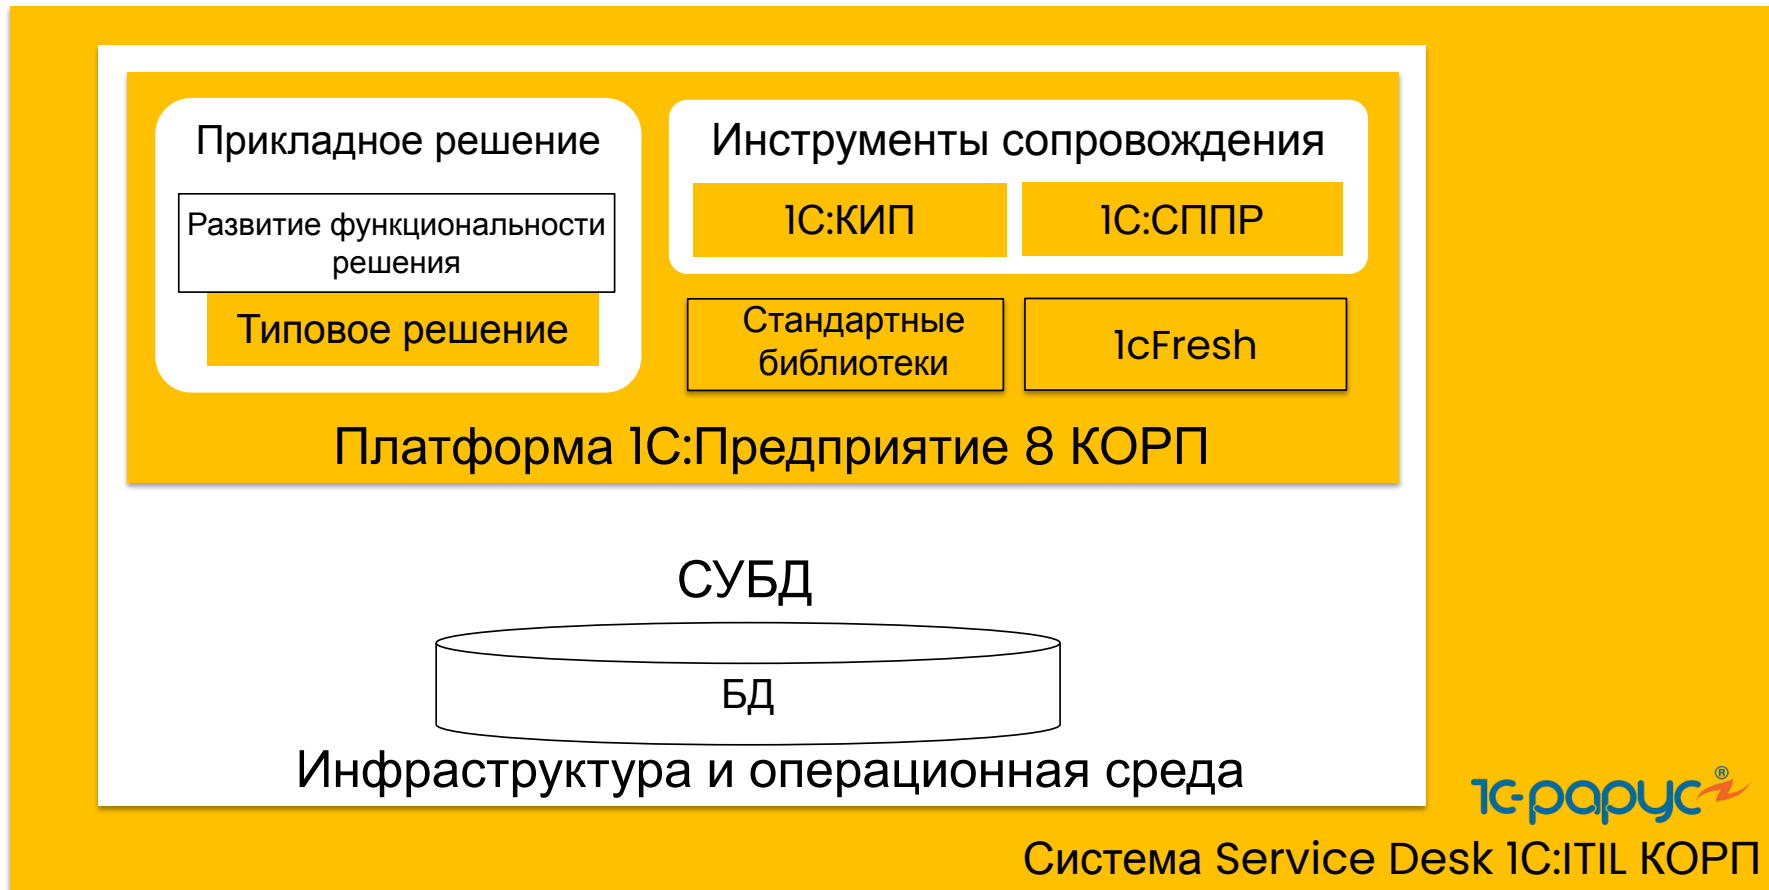 Прикладное решение
Развитие функциональности
решения
Типовое решение
Инструменты сопровождения
1С:КИП
1С:СППР
Стандартные
библиотеки
1cFresh
Платформа 1С:Предприятие 8 КОРП
СУБД
БД
Инфраструктура и операционная среда
1С-рарус®
Система Service Desk 1С:ITIL КОРП